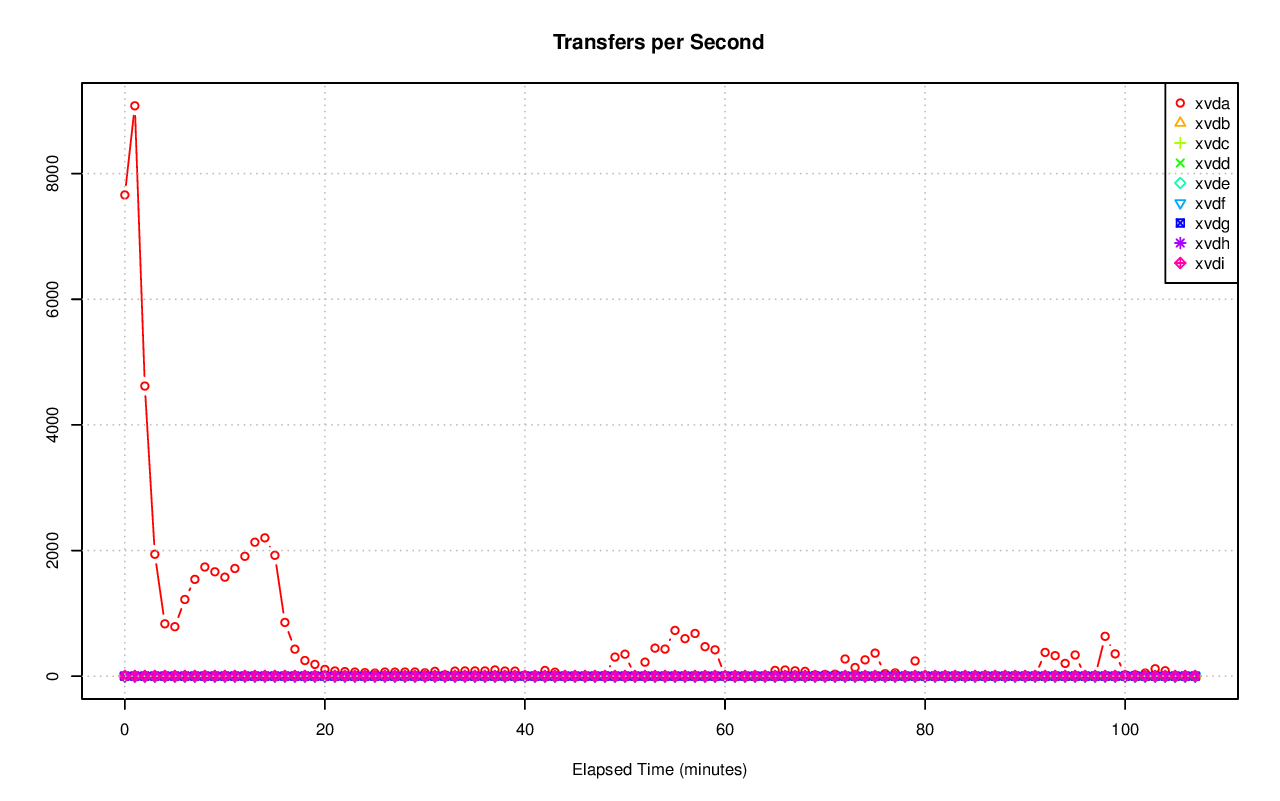 Transfers per Second
xvda
xvdb
xvdc
xvdd
xvde
xvdf
xvdg
xvdh
xvdi
8000
6000
4000
2000
0
0 20 40 60 80 100
Elapsed Time (minutes)